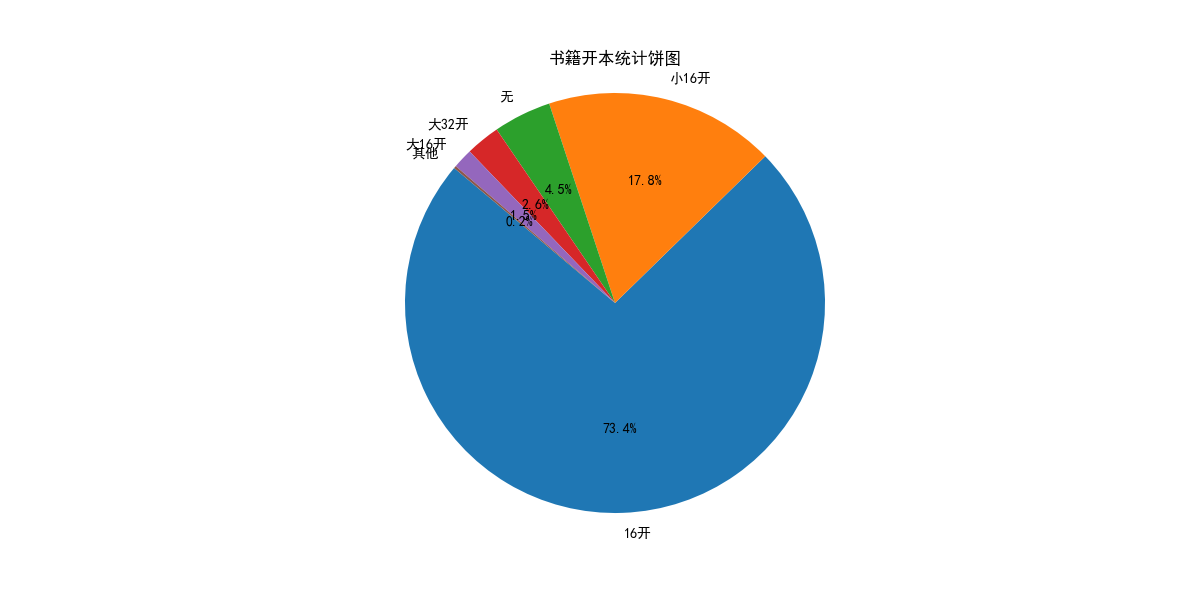 书籍开本统计饼图
小16开
无
大32开
大16开
其他
17.8%
4.5%
2.6%
1.5%
0.2%
73.4%
16开